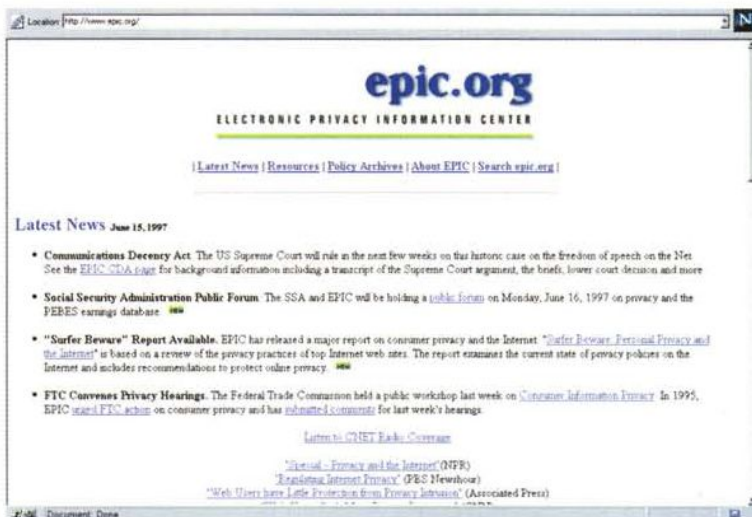 Location: http://www.epic.org/
N
epic.org
ELECTRONIC PRIVACY INFORMATION CENTER
| Latest News | Resources | Policy Archives | About EPIC | Search epic.org |
Latest News June 15, 1997
• Communications Decency Act. The US Supreme Court will rule in the next few weeks on this historic case on the freedom of speech on the Net.
See the EPIC CDA page for background information including a transcript of the Supreme Court argument, the briefs, lower court decision and more
• Social Security Administration Public Forum. The SSA and EPIC will be holding a public forum on Monday, June 16, 1997 on privacy and the
PEBES earnings database. NEW
• "Surfer Beware" Report Available. EPIC has released a major report on consumer privacy and the Internet. "Surfer Beware: Personal Privacy and
the Internet" is based on a review of the privacy practices of top Internet web sites. The report examines the current state of privacy policies on the
Internet and includes recommendations to protect online privacy. NEW
• FTC Convenes Privacy Hearings. The Federal Trade Commission held a public workshop last week on Consumer Information Privacy. In 1995,
EPIC urged FTC action on consumer privacy and has submitted comments for last week's hearings.
Listen to CNET Radio Coverage
"Special - Privacy and the Internet" (NPR)
"Regulating Internet Privacy" (PBS Newshour)
"Web Users have Little Protection from Privacy Intrusion" (Associated Press)
Document: Done